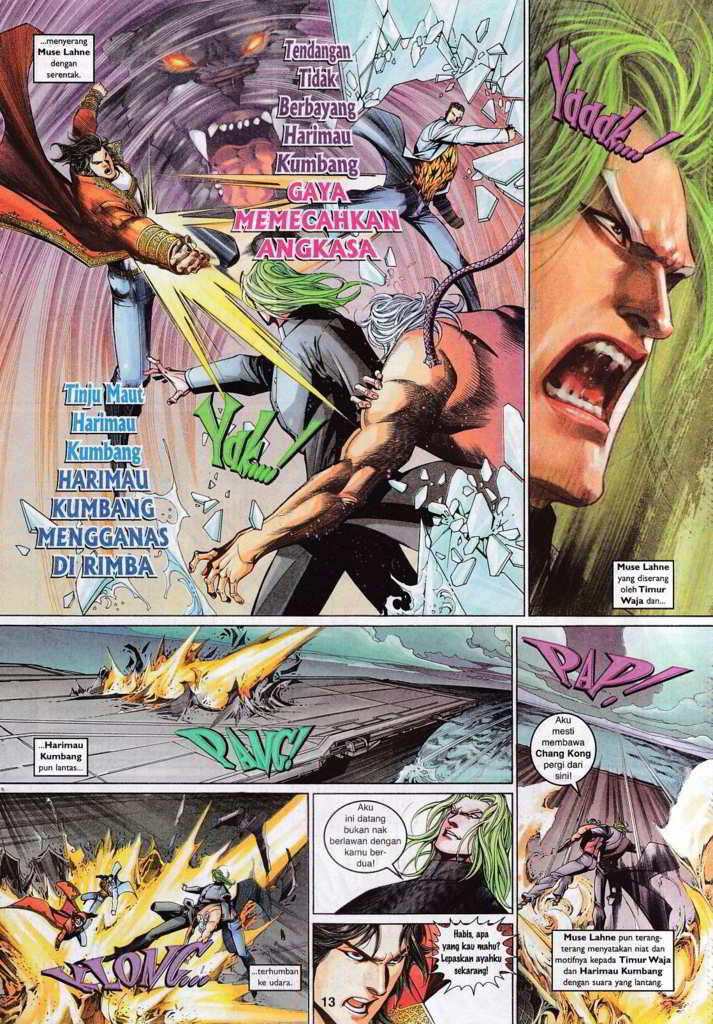 ...menyerang
Muse Lahne
dengan
serentak.
Tendangan
Tidak
Berbayang
Harimau
Kumbang
GAYA
MEMECAHKAN
ANGKASA
Yaaak....!
Tinju Maut
Harimau
Kumbang
HARIMAU
KUMBANG
MENGGANAS
DI RIMBA
Yak....!
Muse Lahne
yang diserang
oleh Timur
Waja dan...
...Harimau
Kumbang
pun lantas...
PANG!
PAP!
Aku
mesti
membawa
Chang Kong
pergi dari
sini!
KLONG...
...terhumban
ke udara.
Aku
ini datang
bukan nak
berlawan dengan
kamu ber-
dua!
Habis, apa
yang kau mahu?
Lepaskan ayahku
sekarang!
Muse Lahne pun terang-
terang menyatakan niat dan
motifnya kepada Timur Waja
dan Harimau Kumbang
dengan suara yang lantang.
13